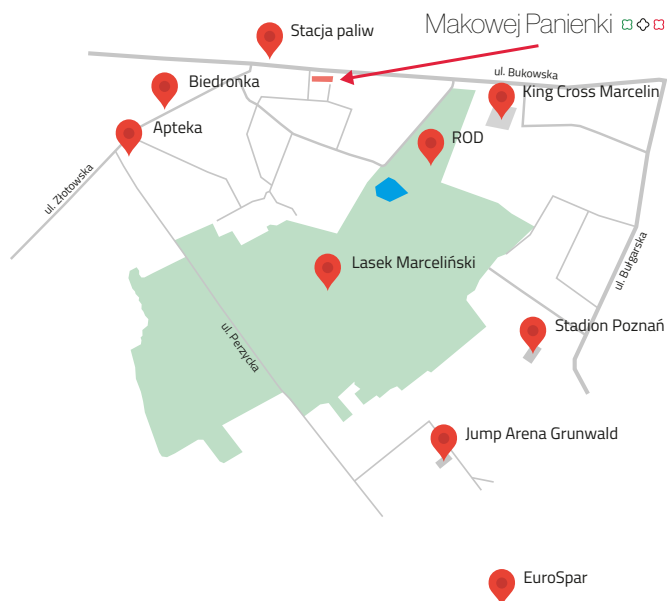 Makowej Panienki
Stacja paliw
ul. Bukowska
Biedronka
King Cross Marcelin
Apteka
ROD
ul. Złotowska
Lasek Marceliński
ul. Bułgarska
Stadion Poznań
ul. Perzycka
Jump Arena Grunwald
EuroSpar